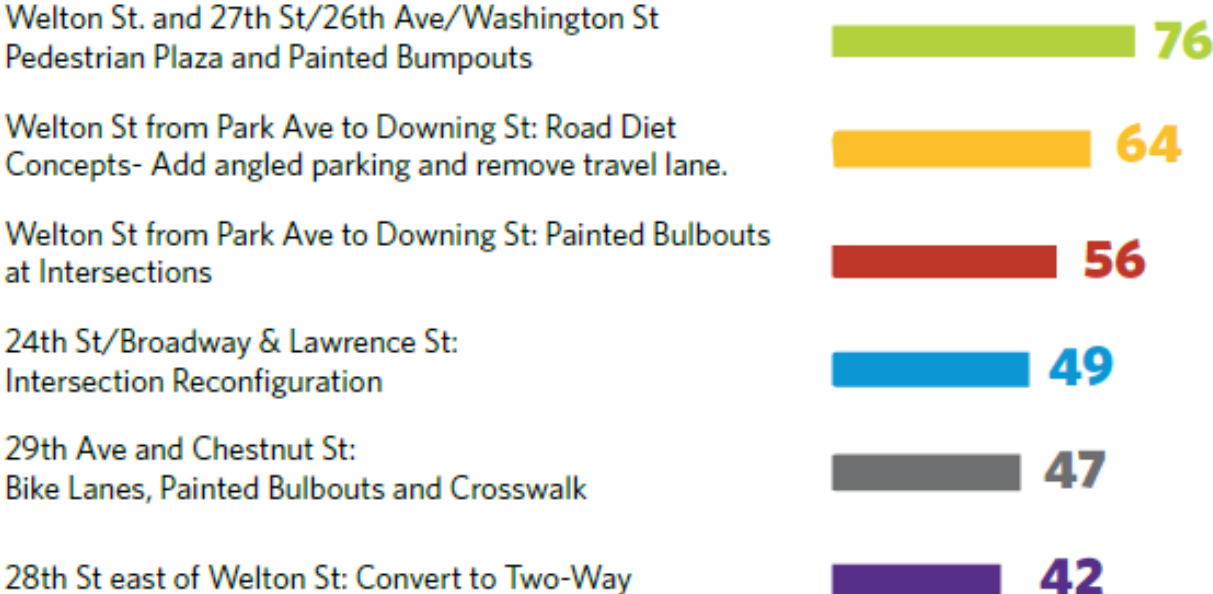 Welton St. and 27th St/26th Ave/Washington St
Pedestrian Plaza and Painted Bumpouts
76
Welton St from Park Ave to Downing St: Road Diet
Concepts- Add angled parking and remove travel lane.
64
Welton St from Park Ave to Downing St: Painted Bulbouts
at Intersections
56
24th St/Broadway & Lawrence St:
Intersection Reconfiguration
49
29th Ave and Chestnut St:
Bike Lanes, Painted Bulbouts and Crosswalk
47
28th St east of Welton St: Convert to Two-Way
42